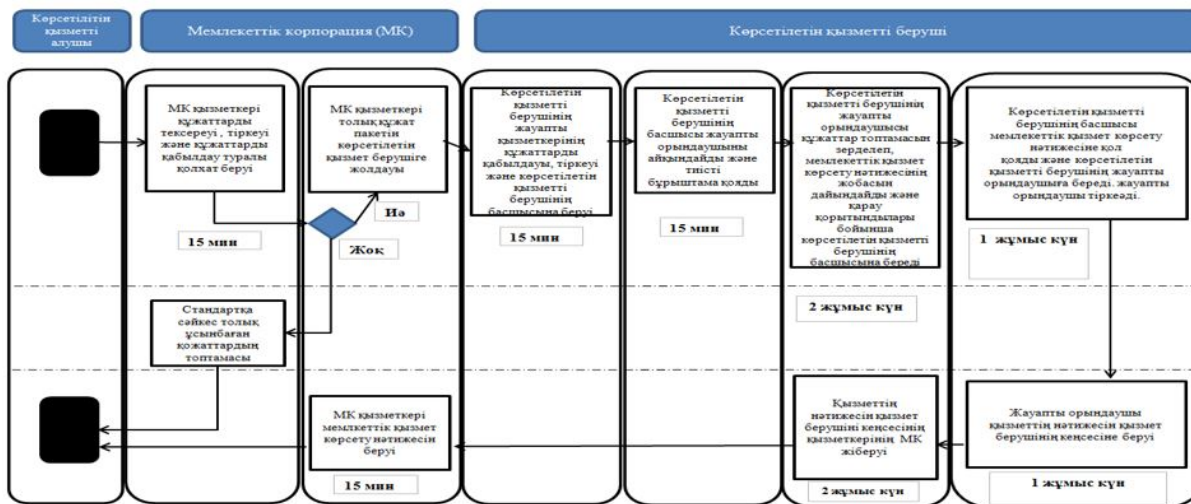 Көрсетілітін
қызметті
алушы
Мемлекеттік корпорация (МК)
Көрсетілетін қызметті беруші
МК қызметкері
құжаттарды
тексереуі , тіркеуі
және құжаттарды
қабылдау туралы
қолхат беруі
15 мин
МК қызметкері
толық құжат
пакетін
көрсетілетін
қызмет берушіге
жолдауы
Иә
Жоқ
Көрсетілетін
қызметті
берушінің
жауапты
қызметкерінің
құжаттарды
қабылдауы, тіркеуі
және көрсетілетін
қызметті
берушінің
басшысына беруі
15 мин
Көрсетілетін
қызметті
берушінің
басшысы жауапты
орындаушыны
айқындайды және
тиісті
бұрыштама қояды
15 мин
Көрсетілетін
қызметті берушінің
жауапты
орындаушысы
құжаттар топтамасын
зерделеп,
мемлекеттік қызмет
көрсету нәтижесінің
жобасын
дайындайды және
қарау
қорытындылары
бойынша
көрсетілетін қызметті
берушінің
басшысына береді
2 жұмыс күн
Көрсетілетін қызметті
берушінің басшысы
мемлекеттік қызмет көрсету
нәтижесіне қол
қояды және көрсетілетін
қызметті берушінің жауапты
орындаушыға береді. жауапты
орындаушы тіркеәді.
1 жұмыс күн
Стандартқа
сәйкес толық
ұсынбаған
қожаттардың
топтамасы
МК қызметкері
мемлкеттік қызмет
көрсету нәтижесін
беруі
15 мин
Қызметтің
нәтижесін қызмет
берушіні кеңсесінің
қызметкерінің МК
жіберуі
2 жұмыс күн
Жауапты орындаушы
қызметтің нәтижесін қызмет
берушінің кеңсесіне беруі
1 жұмыс күн